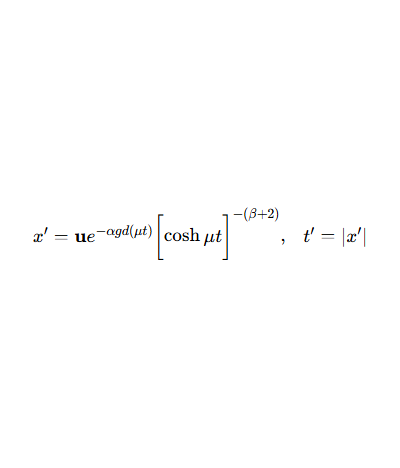 x′ = 𝐮e^{−αgd(μt)} [cosh μt]^{−(β+2)},   t′ = |x′|